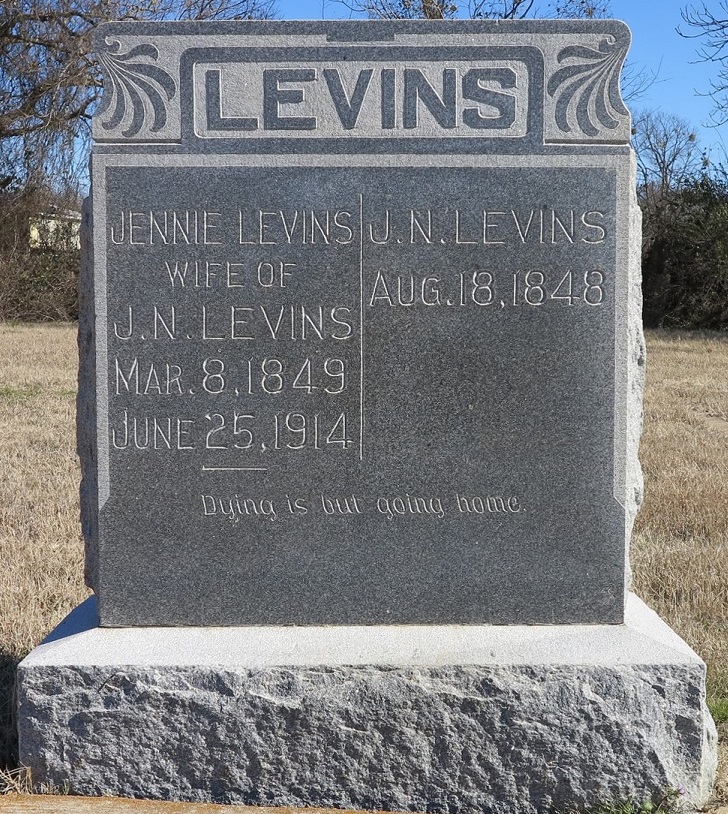 LEVINS
JENNIE LEVINS
WIFE OF
J.N. LEVINS
MAR. 8, 1849
JUNE 25, 1914
J.N. LEVINS
AUG. 18, 1848
Dying is but going home.